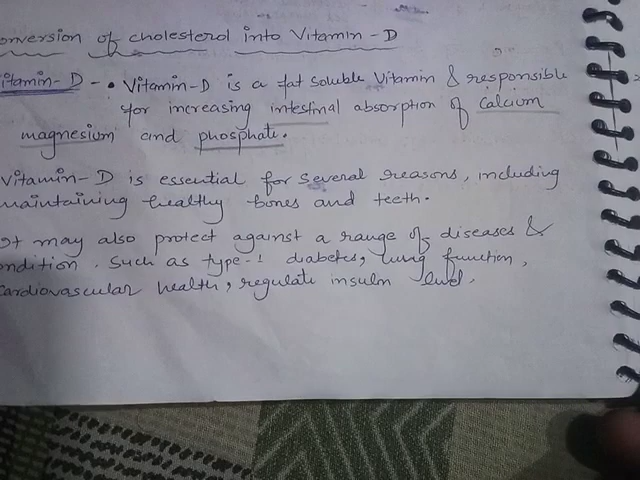 onversion of cholesterol into Vitamin - D
itamin - D - • Vitamin - D is a fat soluble Vitamin & responsible
for increasing intestinal absorption of calcium
magnesium and phosphate.
Vitamin - D is essential for several reasons, including
maintaining healthy bones and teeth.
It may also protect against a range of diseases &
ondition. Such as type-1 diabetes, lung function,
Cardiovascular health, regulate insulin level.